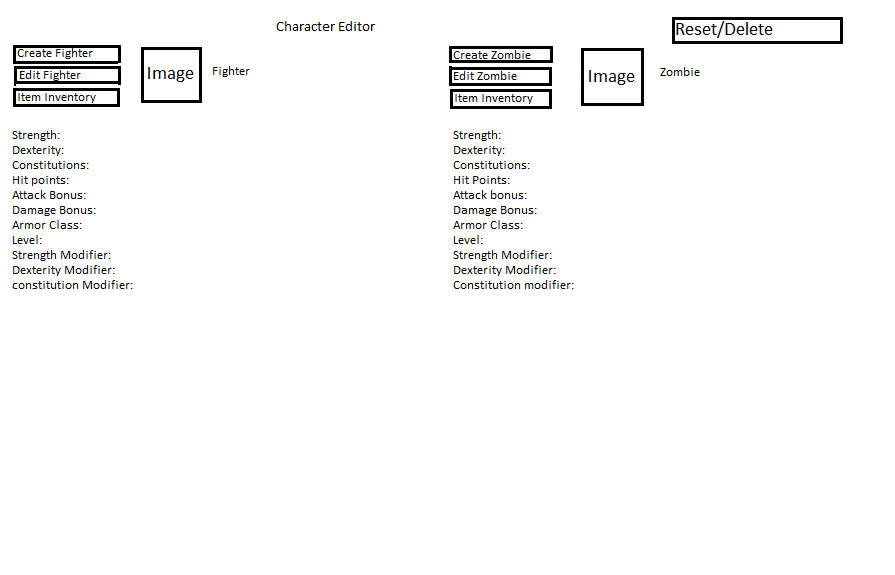 Character Editor
Reset/Delete
Create Fighter
Edit Fighter
Item Inventory
Image
Fighter
Strength:
Dexterity:
Constitutions:
Hit points:
Attack Bonus:
Damage Bonus:
Armor Class:
Level:
Strength Modifier:
Dexterity Modifier:
constitution Modifier:
Create Zombie
Edit Zombie
Item Inventory
Image
Zombie
Strength:
Dexterity:
Constitutions:
Hit Points:
Attack bonus:
Damage Bonus:
Armor Class:
Level:
Strength Modifier:
Dexterity Modifier:
Constitution modifier: